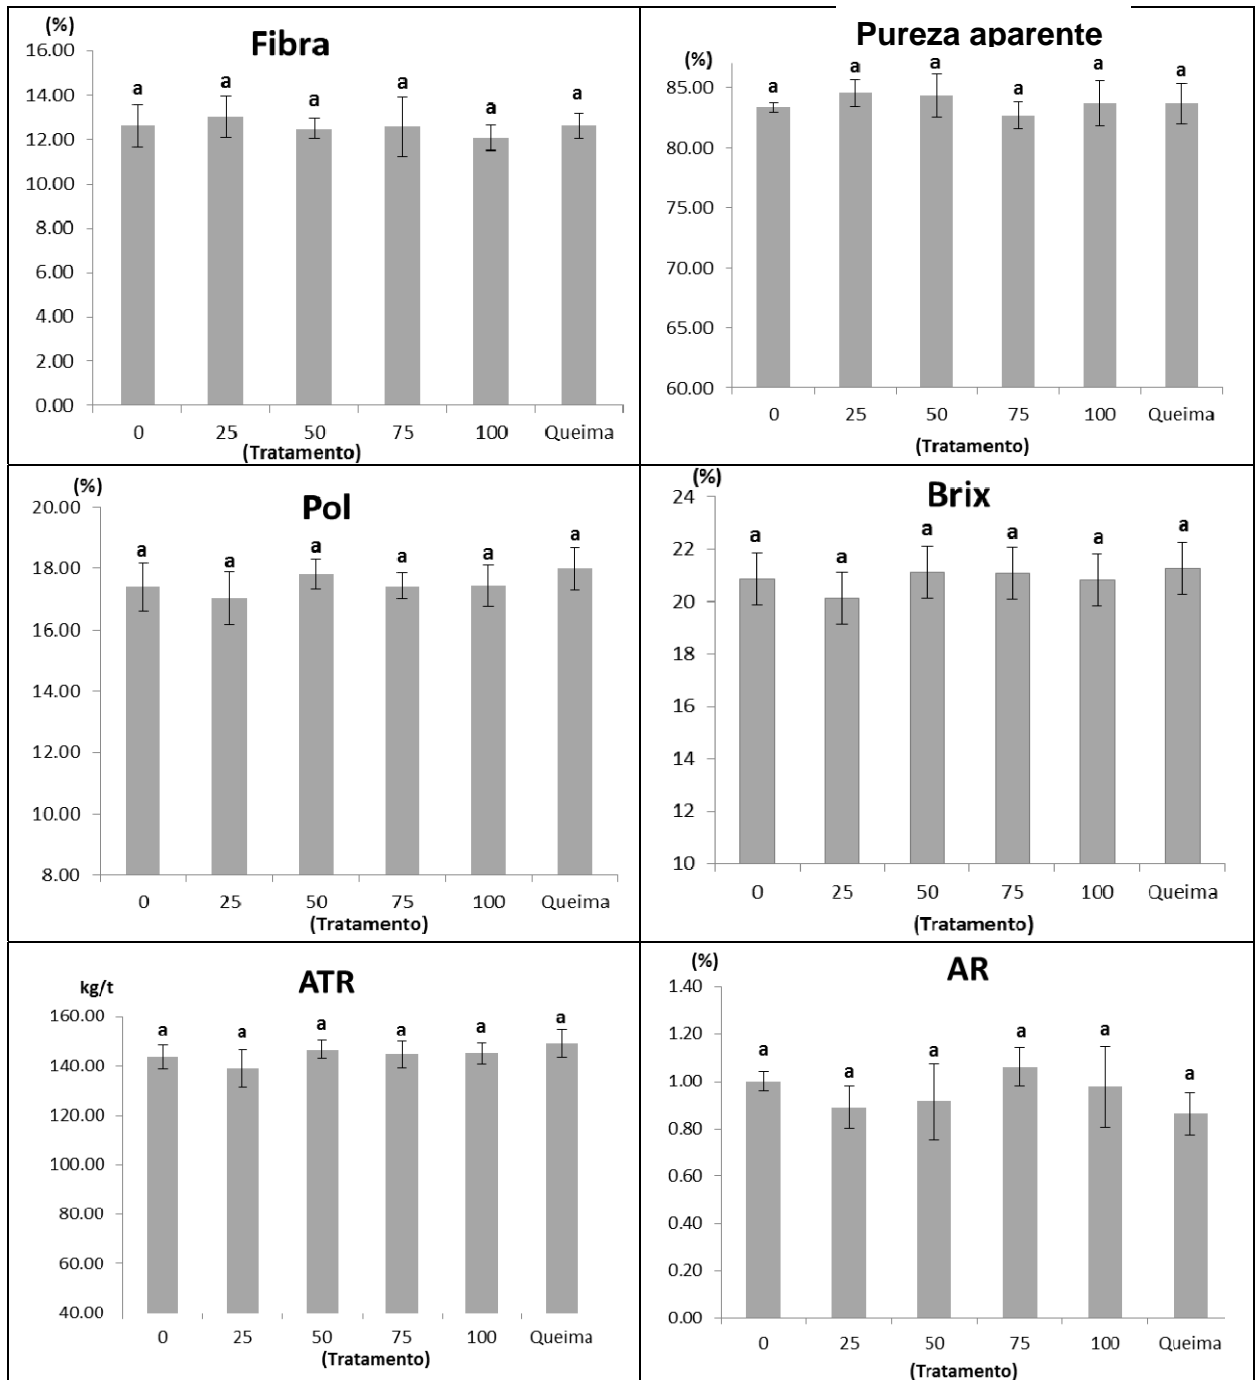 (%)
Fibra
16.00
14.00
12.00
10.00
8.00
6.00
4.00
2.00
0.00
a a a a a a
0 25 50 75 100 Queima
(Tratamento)
Pureza aparente
(%)
85.00
80.00
75.00
70.00
65.00
60.00
a a a a a a
0 25 50 75 100 Queima
(Tratamento)
(%)
Pol
20.00
18.00
16.00
14.00
12.00
10.00
8.00
a a a a a a
0 25 50 75 100 Queima
(Tratamento)
(%)
Brix
24
22
20
18
16
14
12
10
a a a a a a
0 25 50 75 100 Queima
(Tratamento)
kg/t
ATR
160.00
140.00
120.00
100.00
80.00
60.00
40.00
a a a a a a
0 25 50 75 100 Queima
(Tratamento)
(%)
AR
1.40
1.20
1.00
0.80
0.60
0.40
0.20
0.00
a a a a a a
0 25 50 75 100 Queima
(Tratamento)